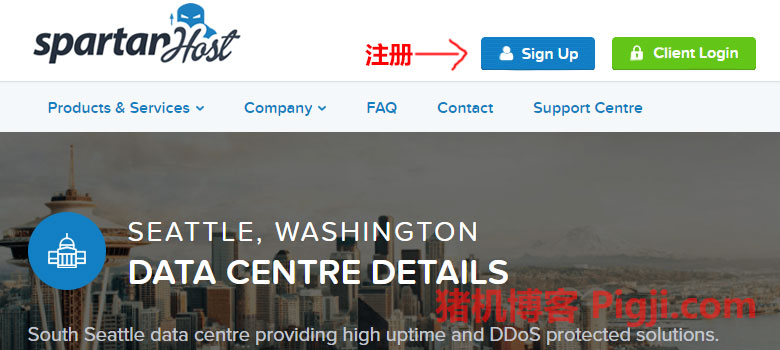 spartanHost
注册
Sign Up
Client Login
Products & Services
Company
FAQ
Contact
Support Centre
SEATTLE, WASHINGTON
DATA CENTRE DETAILS
猪机博客 Pigji.com
South Seattle data centre providing high uptime and DDoS protected solutions.